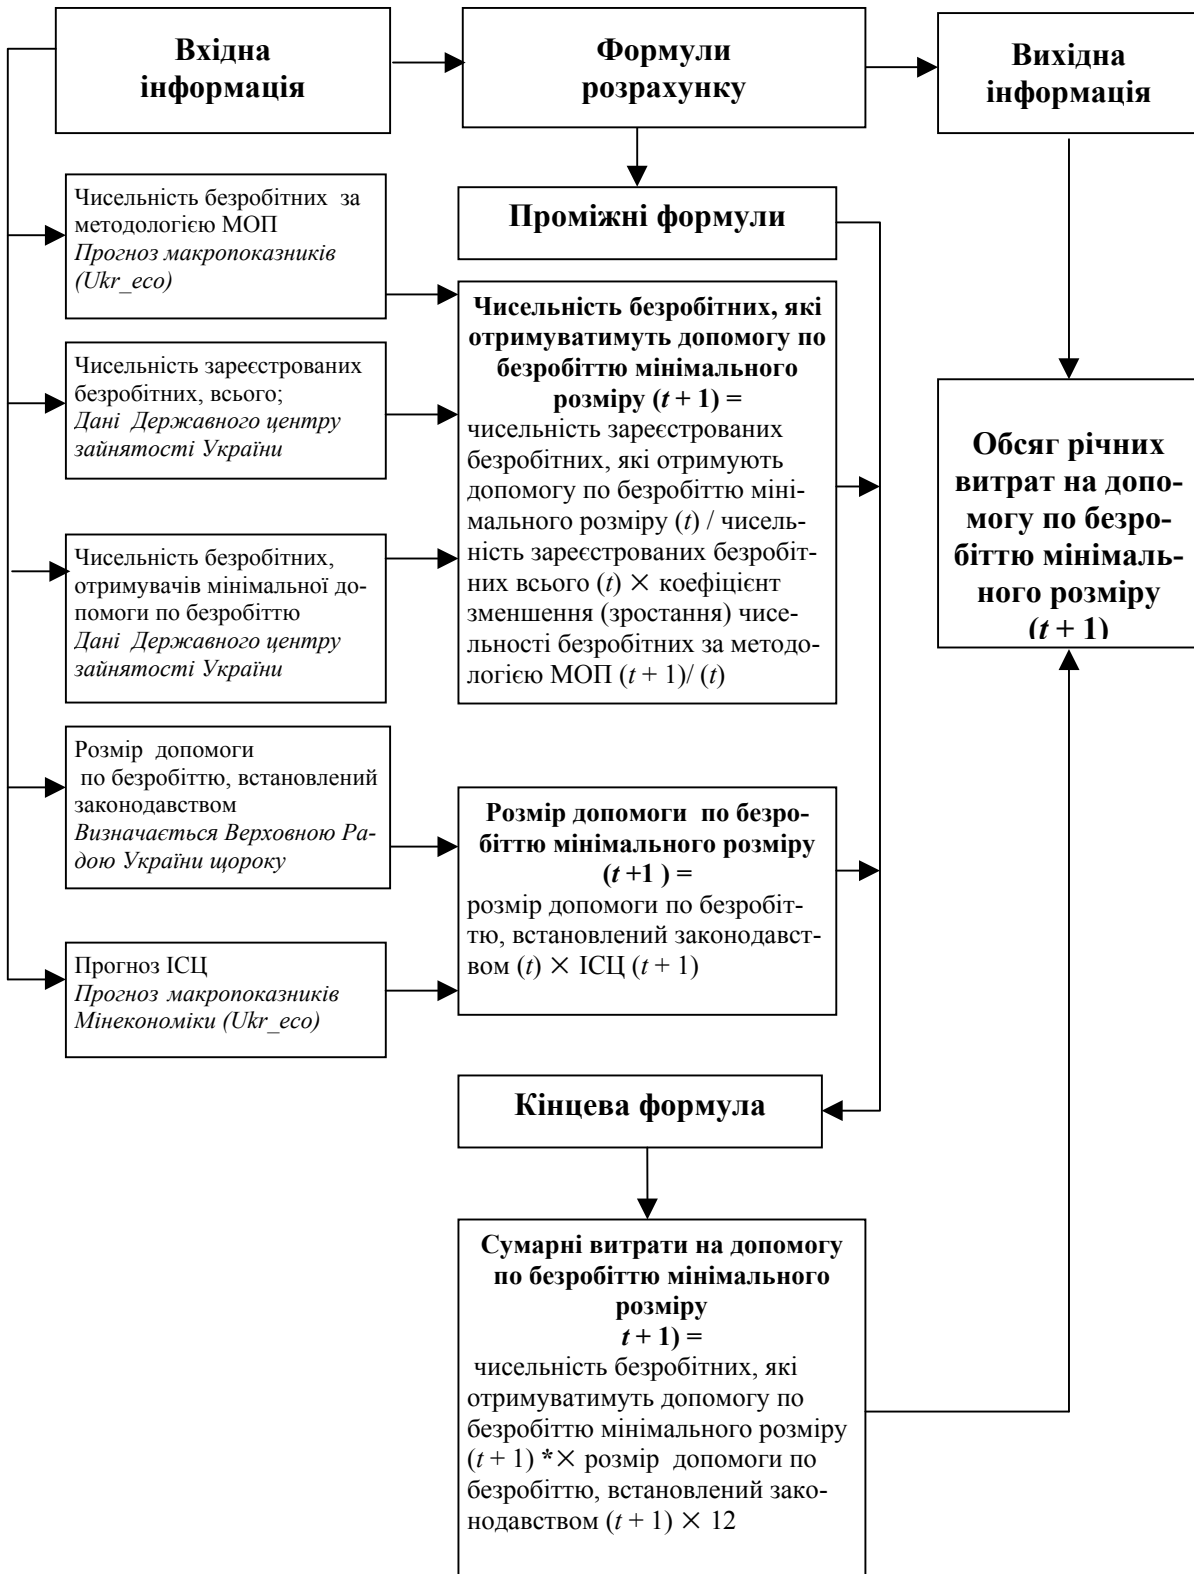 Вхідна
інформація
Формули
розрахунку
Вихідна
інформація
Чисельність безробітних за
методологією МОП
Прогноз макропоказників
(Ukr_eco)
Чисельність зареєстрованих
безробітних, всього;
Дані Державного центру
зайнятості України
Чисельність безробітних,
отримувачів мінімальної до-
помоги по безробіттю
Дані Державного центру
зайнятості України
Розмір допомоги
по безробіттю, встановлений
законодавством
Визначається Верховною Ра-
дою України щороку
Прогноз ІСЦ
Прогноз макропоказників
Мінекономіки (Ukr_eco)
Проміжні формули
Чисельність безробітних, які
отримуватимуть допомогу по
безробіттю мінімального
розміру (t + 1) =
чисельність зареєстрованих
безробітних, які отримують
допомогу по безробіттю міні-
мального розміру (t) / чисель-
ність зареєстрованих безробіт-
них всього (t) × коефіцієнт
зменшення (зростання) чисе-
льності безробітних за методо-
логією МОП (t + 1)/ (t)
Розмір допомоги по безро-
біттю мінімального розміру
(t +1 ) =
розмір допомоги по безробіт-
тю, встановлений законодавст-
вом (t) × ІСЦ (t + 1)
Кінцева формула
Сумарні витрати на допомогу
по безробіттю мінімального
розміру
t + 1) =
чисельність безробітних, які
отримуватимуть допомогу по
безробіттю мінімального розміру
(t + 1) *× розмір допомоги по
безробіттю, встановлений зако-
нодавством (t + 1) × 12
Обсяг річних
витрат на допо-
могу по безро-
біттю мінімаль-
ного розміру
(t + 1)